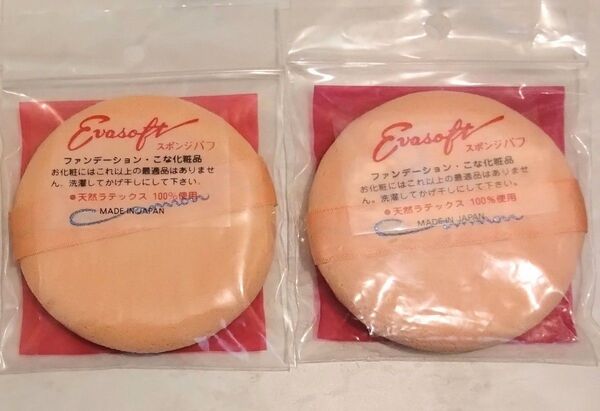 Evasoft
スポンジパフ
ファンデーション・こな化粧品
お化粧にはこれ以上の最適品はありませ
ん。洗濯してかげ干しにして下さい。
●天然ラテックス 100%使用
MADE IN JAPAN
Evasoft
スポンジパフ
ファンデーション・こな化粧品
お化粧にはこれ以上の最適品はありませ
ん。洗濯してかげ干しにして下さい。
●天然ラテックス 100%使用
MADE IN JAPAN